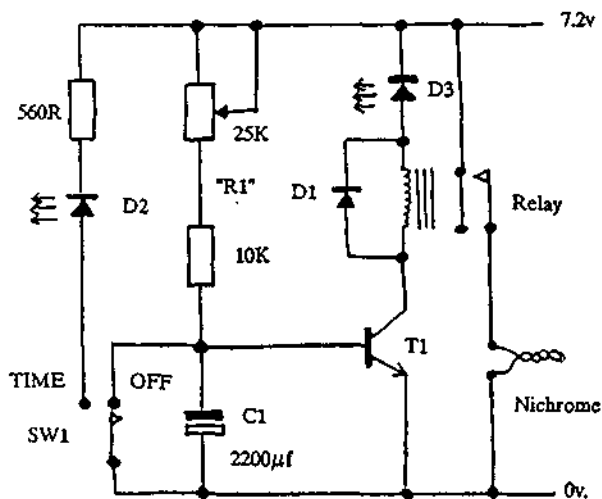 7.2v
560R
25K
D3
"R1"
D1
D2
Relay
10K
T1
TIME
OFF
SW1
C1
2200µf
Nichrome
0v.